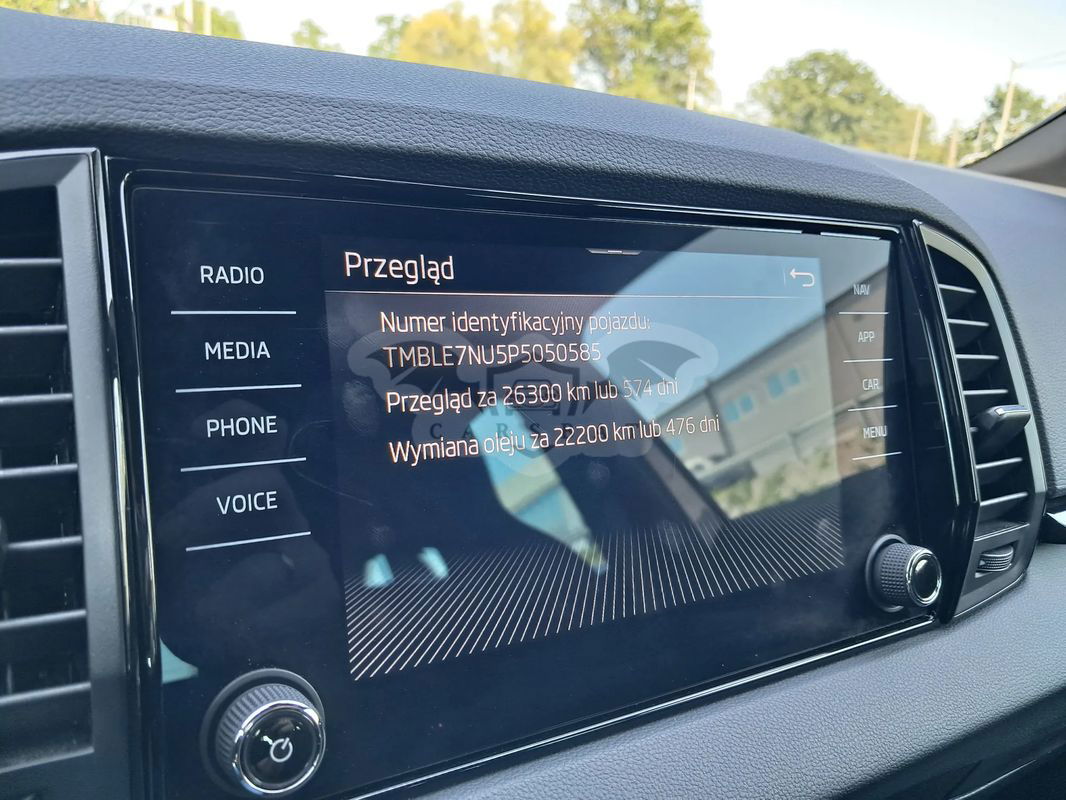 RADIO
MEDIA
PHONE
VOICE
Przegląd
Numer identyfikacyjny pojazdu:
TMBLE7NU5P5050585
Przegląd za 26300 km lub 574 dni
Wymiana oleju za 22200 km lub 476 dni
NAV
APP
CAR
MENU